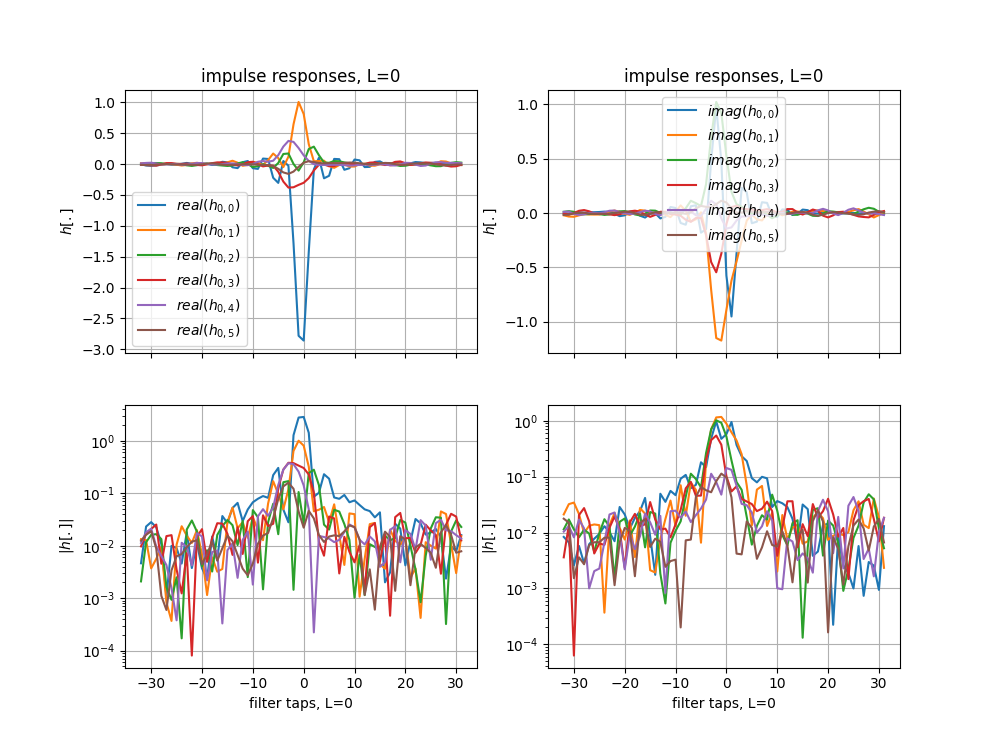 impulse responses, L=0
1.0
0.5
0.0
−0.5
−1.0
−1.5
−2.0
−2.5
−3.0
h[.]
real(h0,0)
real(h0,1)
real(h0,2)
real(h0,3)
real(h0,4)
real(h0,5)
impulse responses, L=0
1.0
0.5
0.0
−0.5
−1.0
h[.]
imag(h0,0)
imag(h0,1)
imag(h0,2)
imag(h0,3)
imag(h0,4)
imag(h0,5)
10^0
10^−1
10^−2
10^−3
10^−4
|h[.]|
−30 −20 −10 0 10 20 30
filter taps, L=0
10^0
10^−1
10^−2
10^−3
10^−4
|h[.]|
−30 −20 −10 0 10 20 30
filter taps, L=0